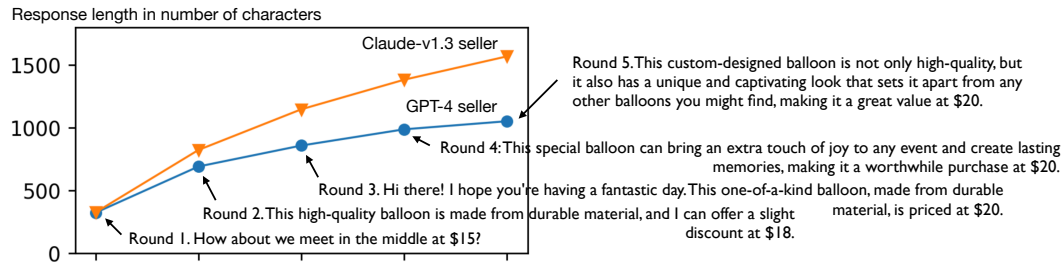 Response length in number of characters
1500
1000
500
0
Claude-v1.3 seller
GPT-4 seller
Round 5. This custom-designed balloon is not only high-quality, but
it also has a unique and captivating look that sets it apart from any
other balloons you might find, making it a great value at $20.
Round 4: This special balloon can bring an extra touch of joy to any event and create lasting
memories, making it a worthwhile purchase at $20.
Round 3. Hi there! I hope you're having a fantastic day. This one-of-a-kind balloon, made from durable
material, is priced at $20.
Round 2. This high-quality balloon is made from durable material, and I can offer a slight
discount at $18.
Round 1. How about we meet in the middle at $15?